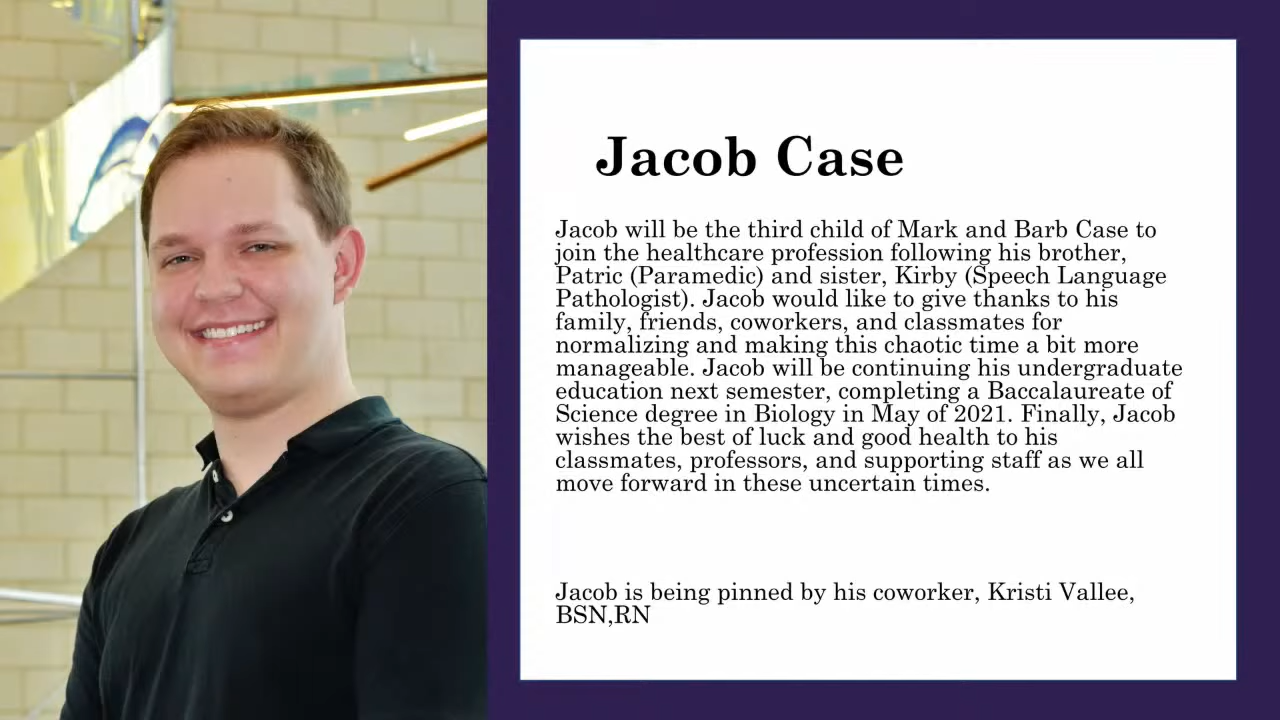 Jacob Case
Jacob will be the third child of Mark and Barb Case to
join the healthcare profession following his brother,
Patric (Paramedic) and sister, Kirby (Speech Language
Pathologist). Jacob would like to give thanks to his
family, friends, coworkers, and classmates for
normalizing and making this chaotic time a bit more
manageable. Jacob will be continuing his undergraduate
education next semester, completing a Baccalaureate of
Science degree in Biology in May of 2021. Finally, Jacob
wishes the best of luck and good health to his
classmates, professors, and supporting staff as we all
move forward in these uncertain times.
Jacob is being pinned by his coworker, Kristi Vallee,
BSN,RN